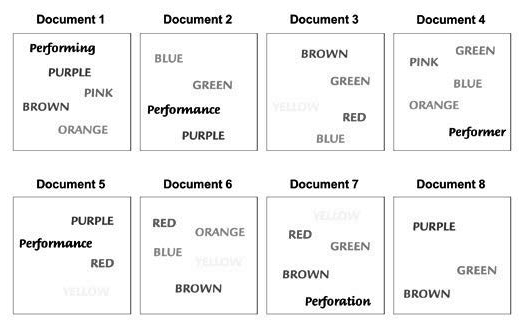 Document 1
Performing
PURPLE
PINK
BROWN
ORANGE
Document 2
BLUE
GREEN
Performance
PURPLE
Document 3
BROWN
GREEN
YELLOW
RED
BLUE
Document 4
GREEN
PINK
BLUE
ORANGE
Performer
Document 5
PURPLE
Performance
RED
YELLOW
Document 6
RED
ORANGE
BLUE
YELLOW
BROWN
Document 7
YELLOW
RED
GREEN
BROWN
Perforation
Document 8
PURPLE
GREEN
BROWN